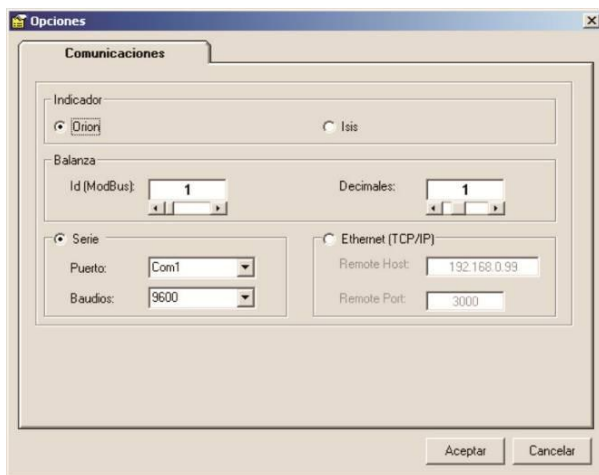 Opciones
Comunicaciones
Indicador
Orion
Isis
Balanza
Id (ModBus):
1
Decimales:
1
Serie
Puerto:
Com1
Baudios:
9600
Ethernet (TCP/IP)
Remote Host:
192.168.0.99
Remote Port:
3000
Aceptar
Cancelar